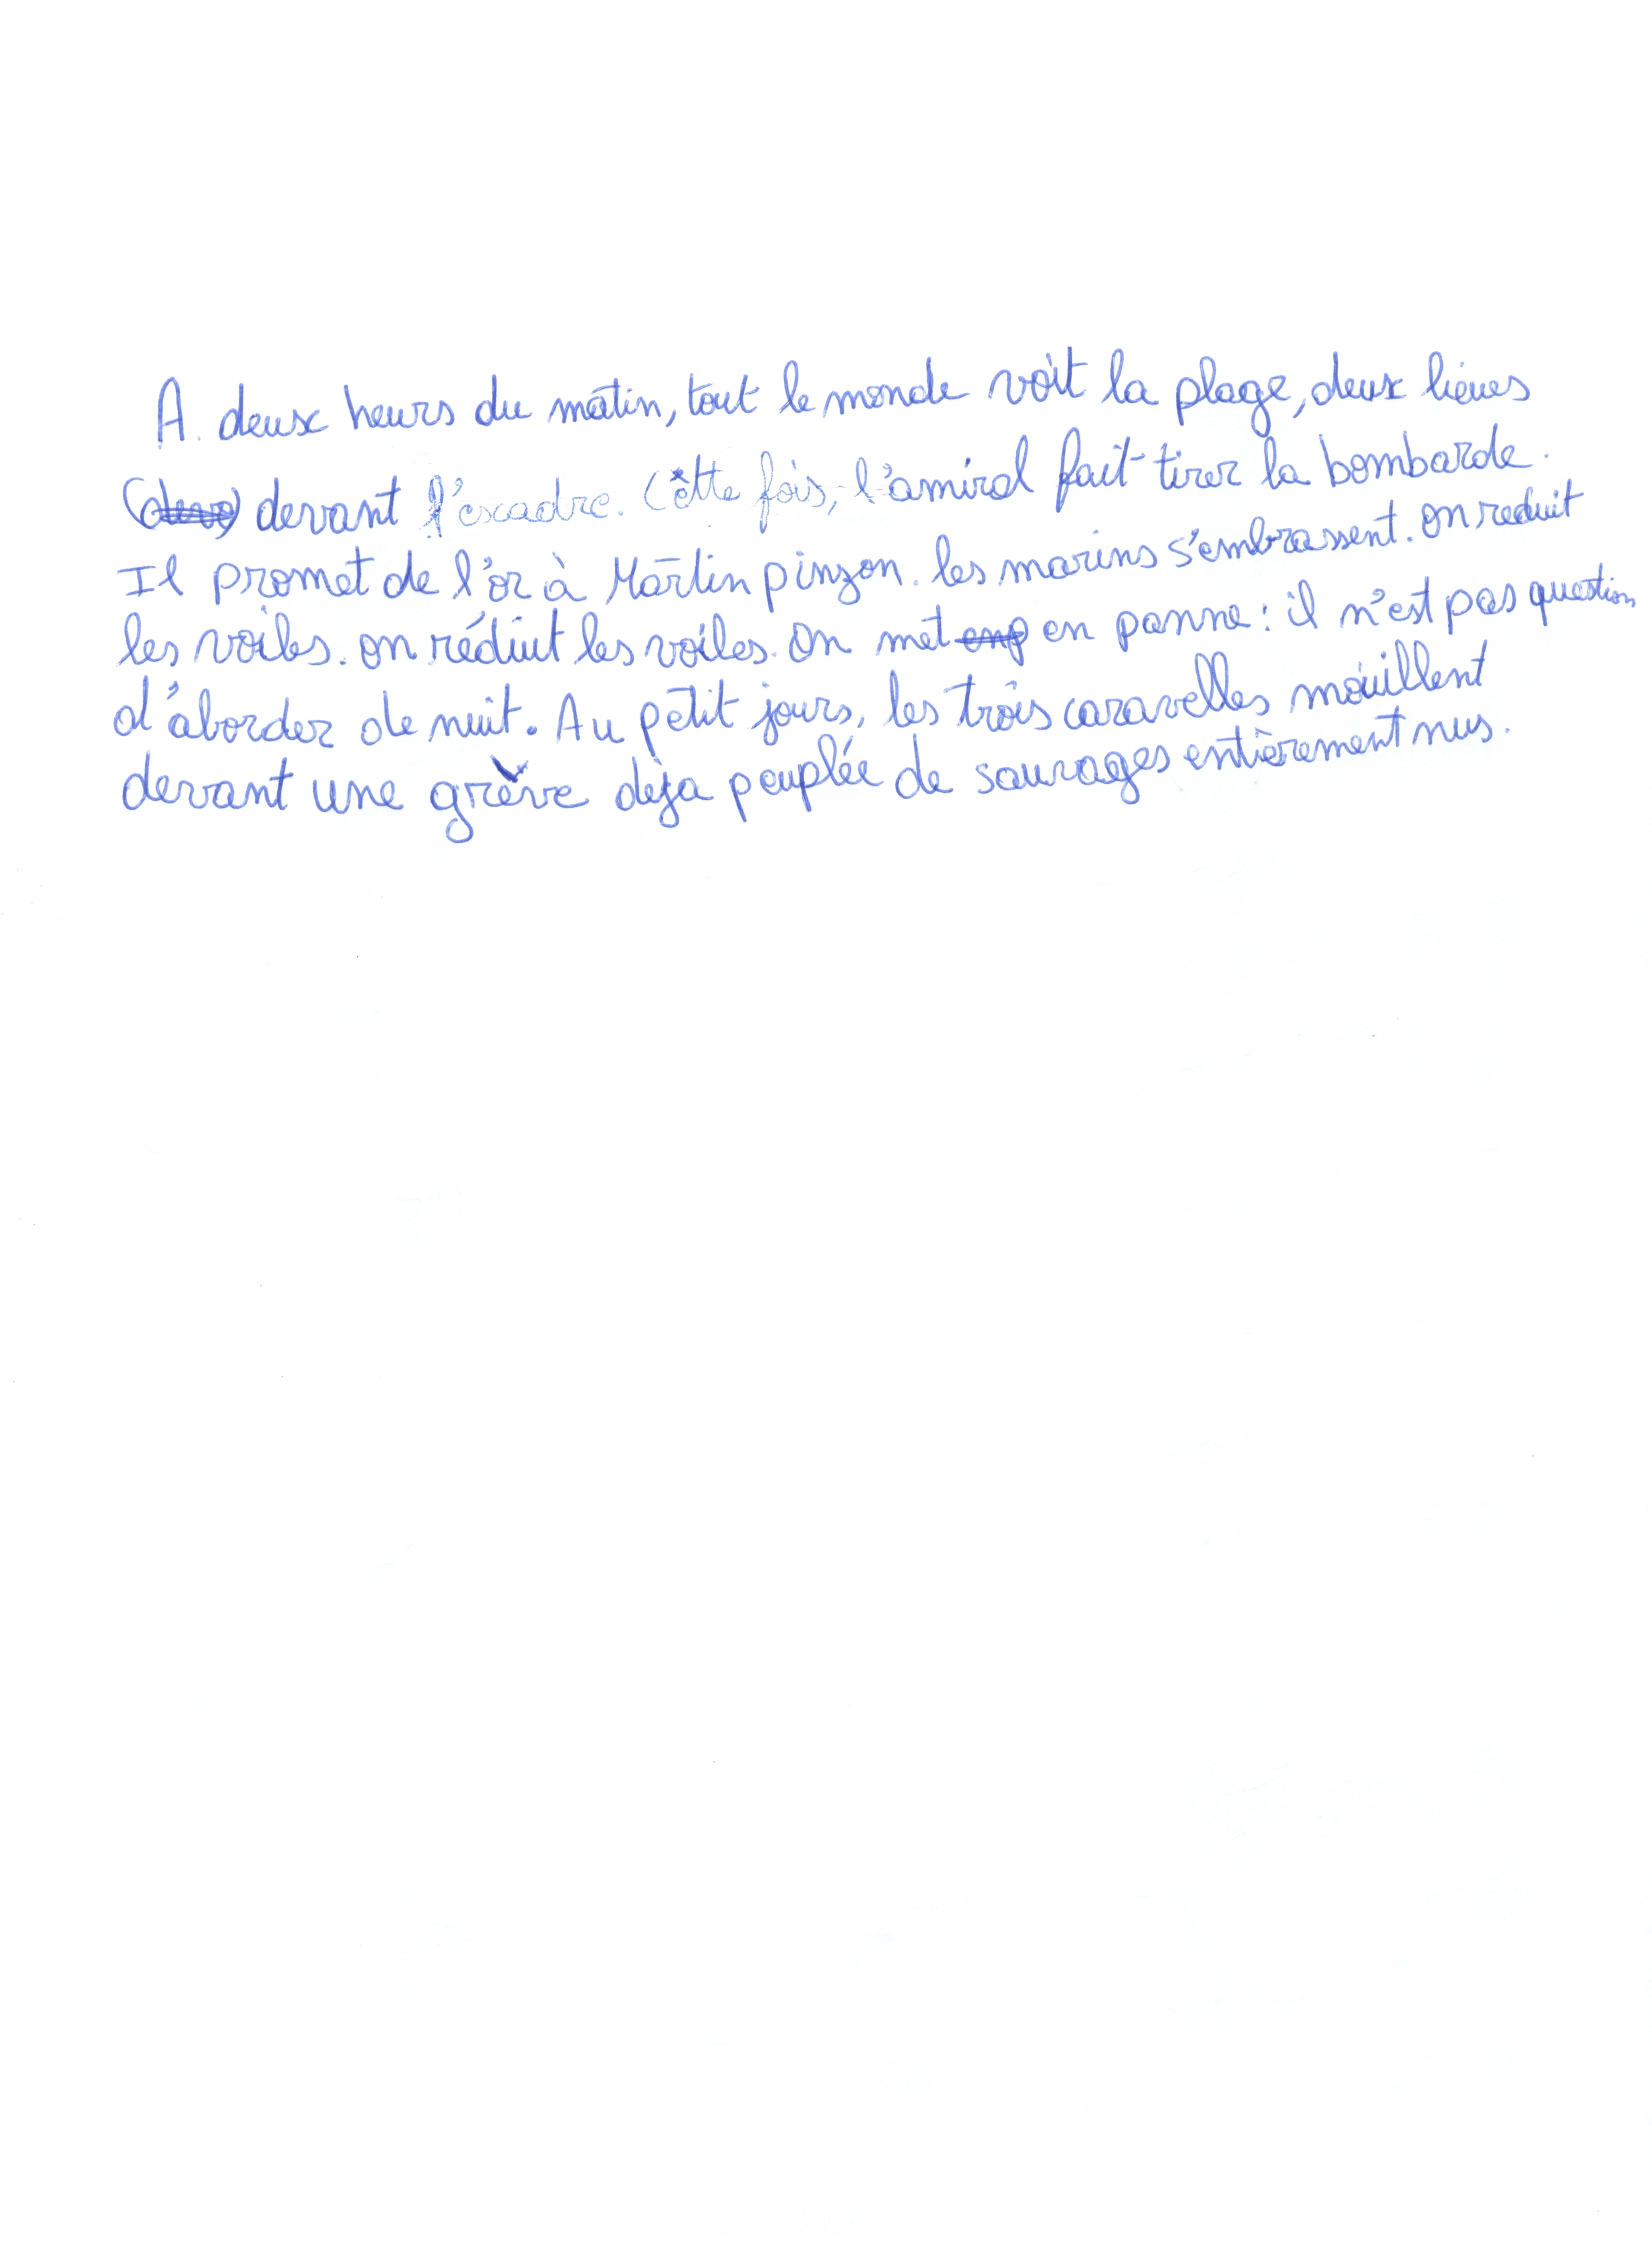 A deux heurs du matin, tout le monde voit la plage, deux lieues
devant l'escadre. Cette fois, l'amiral fait tirer la bombarde.
Il promet de l'or à Martin pinzon. les marins s'embrassent. on reduit
les voiles. on réduit les voiles. On met en panne : il n'est pas question
d'aborder de nuit. Au petit jours, les trois caravelles mouillent
devant une grève déja peuplée de sauvages entièrement nus.